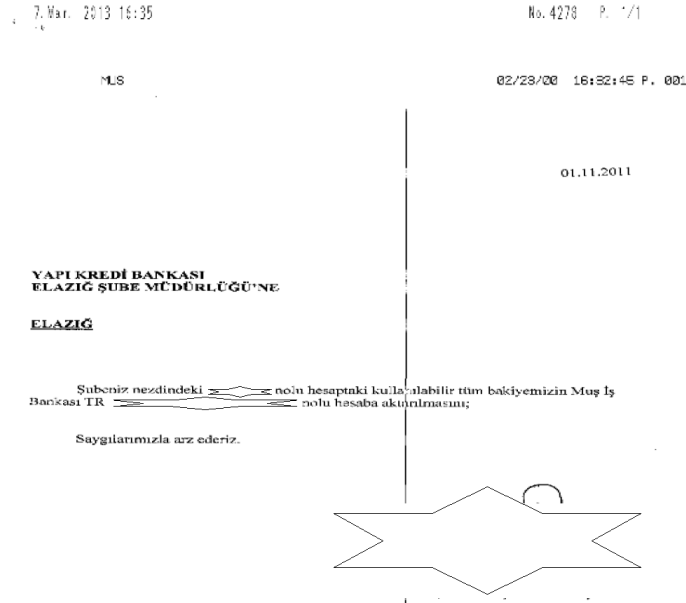 7. Mar. 2013 16:35 No. 4278 P. 1/1
MUS 02/23/00 16:32:45 P. 001
01.11.2011
YAPI KREDİ BANKASI
ELAZIĞ ŞUBE MÜDÜRLÜĞÜ'NE
ELAZIĞ
Şubeniz nezdindeki nolu hesaptaki kullanılabilir tüm bakiyemizin Muş İş
Bankası TR nolu hesaba aktarılmasını;
Saygılarımızla arz ederiz.